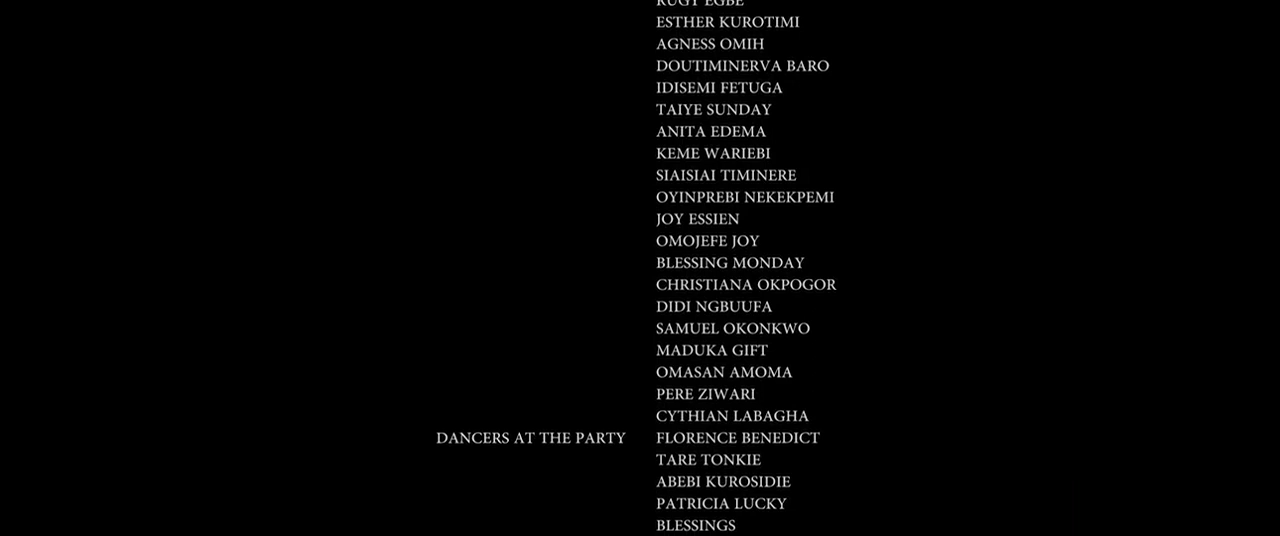 RUGY EGBE
ESTHER KUROTIMI
AGNESS OMIH
DOUTIMINERVA BARO
IDISEMI FETUGA
TAIYE SUNDAY
ANITA EDEMA
KEME WARIEBI
SIAISIAI TIMINERE
OYINPREBI NEKEKPEMI
JOY ESSIEN
OMOJEFE JOY
BLESSING MONDAY
CHRISTIANA OKPOGOR
DIDI NGBUUFA
SAMUEL OKONKWO
MADUKA GIFT
OMASAN AMOMA
PERE ZIWARI
CYTHIAN LABAGHA
DANCERS AT THE PARTY FLORENCE BENEDICT
TARE TONKIE
ABEBI KUROSIDIE
PATRICIA LUCKY
BLESSINGS